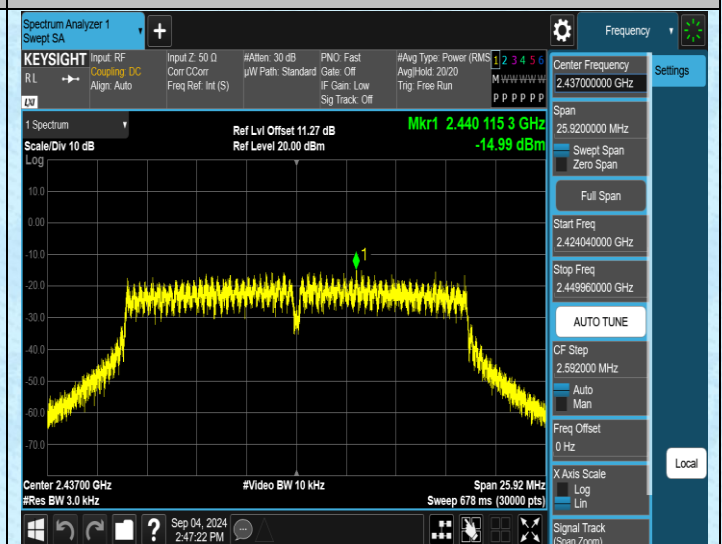 Spectrum Analyzer 1
Swept SA
Frequency
KEYSIGHT
RL
LXI
Input: RF
Coupling: DC
Align: Auto
Input Z: 50 Ω
Corr CCorr
Freq Ref: Int (S)
#Atten: 30 dB
µW Path: Standard
PNO: Fast
Gate: Off
IF Gain: Low
Sig Track: Off
#Avg Type: Power (RMS
Avg|Hold: 20/20
Trig: Free Run
1 2 3 4 5 6
M W W W W W
P P P P P P
1 Spectrum
Scale/Div 10 dB
Ref Lvl Offset 11.27 dB
Ref Level 20.00 dBm
Mkr1 2.440 115 3 GHz
-14.99 dBm
Log
10.0
0.00
-10.0
-20.0
-30.0
-40.0
-50.0
-60.0
-70.0
1
Center 2.43700 GHz
#Res BW 3.0 kHz
#Video BW 10 kHz
Span 25.92 MHz
Sweep 678 ms (30000 pts)
Sep 04, 2024
2:47:22 PM
Center Frequency
2.437000000 GHz
Span
25.9200000 MHz
Swept Span
Zero Span
Full Span
Start Freq
2.424040000 GHz
Stop Freq
2.449960000 GHz
AUTO TUNE
CF Step
2.592000 MHz
Auto
Man
Freq Offset
0 Hz
X Axis Scale
Log
Lin
Signal Track
(Span Zoom)
Settings
Local